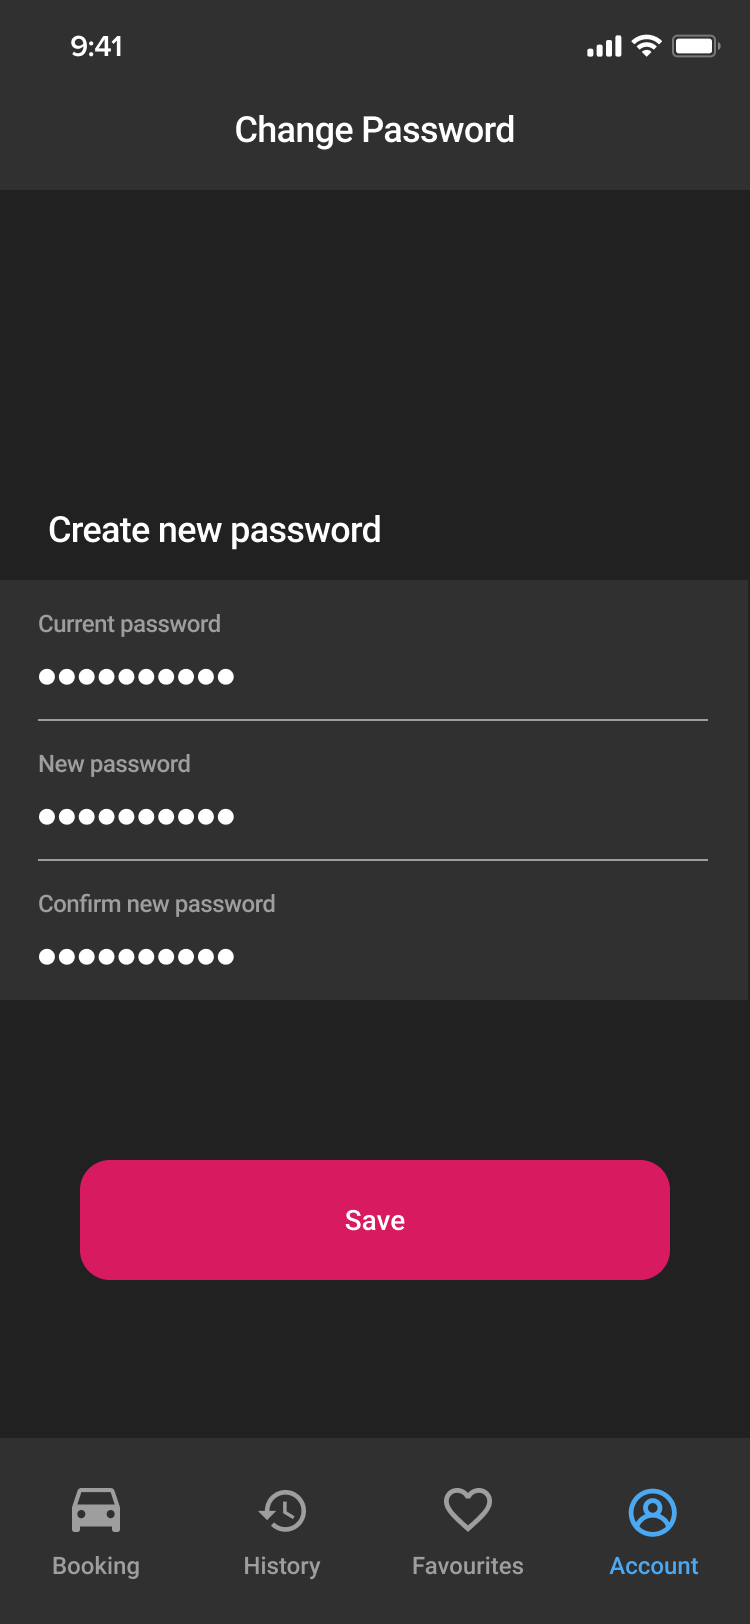 9:41
Change Password
Create new password
Current password
●●●●●●●●●●
New password
●●●●●●●●●●
Confirm new password
●●●●●●●●●●
Save
Booking
History
Favourites
Account